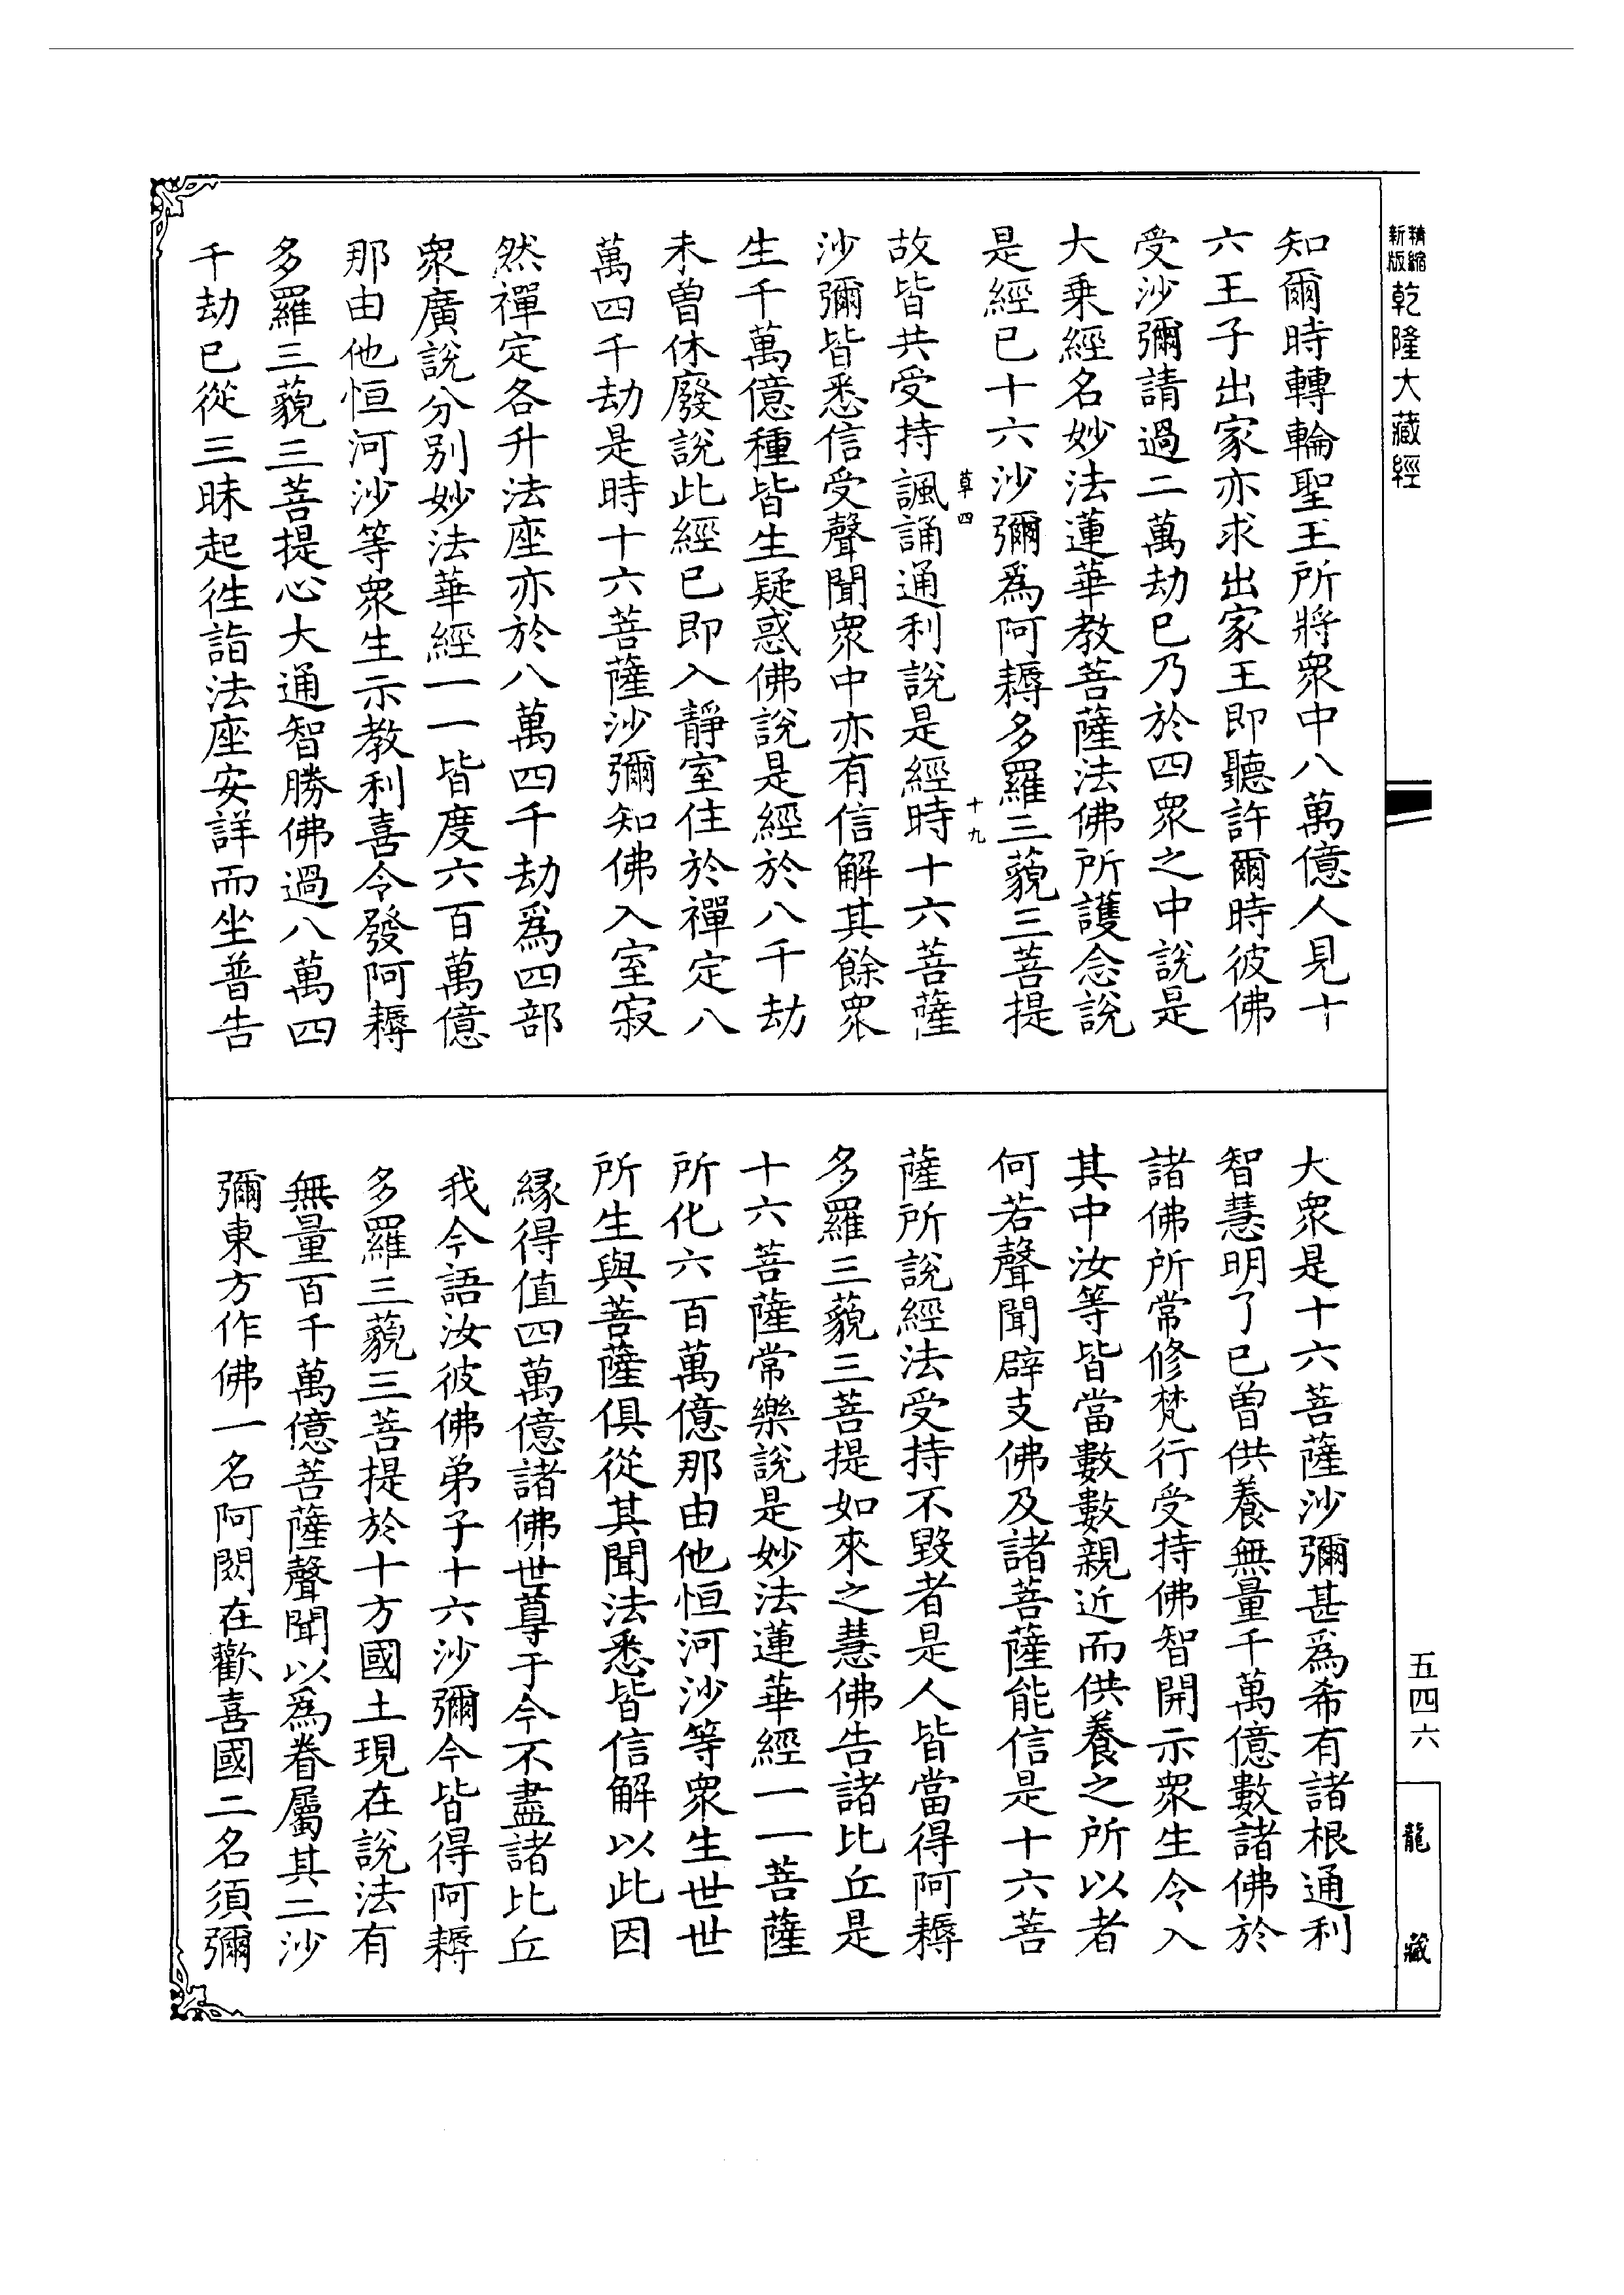 精縮
新版
乾隆大藏經
知爾時轉輪聖王所將衆中八萬億人見十
六王子出家亦求出家王即聽許爾時彼佛
受沙彌請過二萬劫已乃於四衆之中說是
大乗經名妙法蓮華教菩薩法佛所護念說
是經已十六沙彌爲阿耨多羅三藐三菩提
草四
十九
故皆共受持諷誦通利說是經時十六菩薩
沙彌皆悉信受聲聞衆中亦有信解其餘衆
生千萬億種皆生疑惑佛說是經於八千劫
未曽休廢說此經已即入靜室住於禪定八
萬四千劫是時十六菩薩沙彌知佛入室寂
然禪定各升法座亦於八萬四千劫爲四部
衆廣說分別妙法華經一一皆度六百萬億
那由他恒河沙等衆生示教利喜令發阿耨
多羅三藐三菩提心大通智勝佛過八萬四
千劫已從三昧起徃詣法座安詳而坐普告
大衆是十六菩薩沙彌甚爲希有諸根通利
智慧明了已曽供養無量千萬億數諸佛於
諸佛所常修梵行受持佛智開示衆生令入
其中汝等皆當數數親近而供養之所以者
何若聲聞辟支佛及諸菩薩能信是十六菩
薩所說經法受持不毀者是人皆當得阿耨
多羅三藐三菩提如來之慧佛告諸比丘是
十六菩薩常樂說是妙法蓮華經一一菩薩
所化六百萬億那由他恒河沙等衆生世世
所生與菩薩俱從其聞法悉皆信解以此因
緣得值四萬億諸佛世尊于今不盡諸比丘
我今語汝彼佛弟子十六沙彌今皆得阿耨
多羅三藐三菩提於十方國土現在說法有
無量百千萬億菩薩聲聞以爲眷屬其二沙
彌東方作佛一名阿閦在歡喜國二名須彌
五四六
龍藏